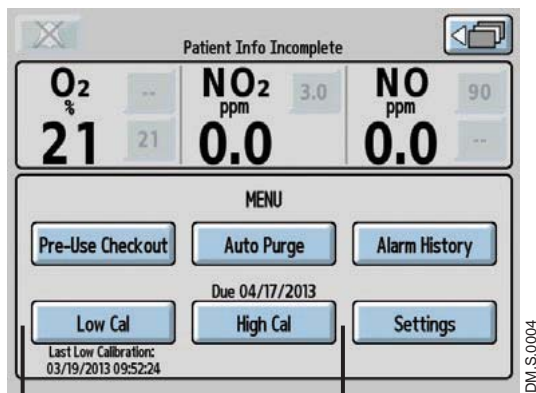 Patient Info Incomplete
O2
%
21
--
21
NO2
ppm
0.0
3.0
NO
ppm
0.0
90
--
MENU
Pre-Use Checkout
Auto Purge
Alarm History
Due 04/17/2013
Low Cal
High Cal
Settings
Last Low Calibration:
03/19/2013 09:52:24
DM.S.0004